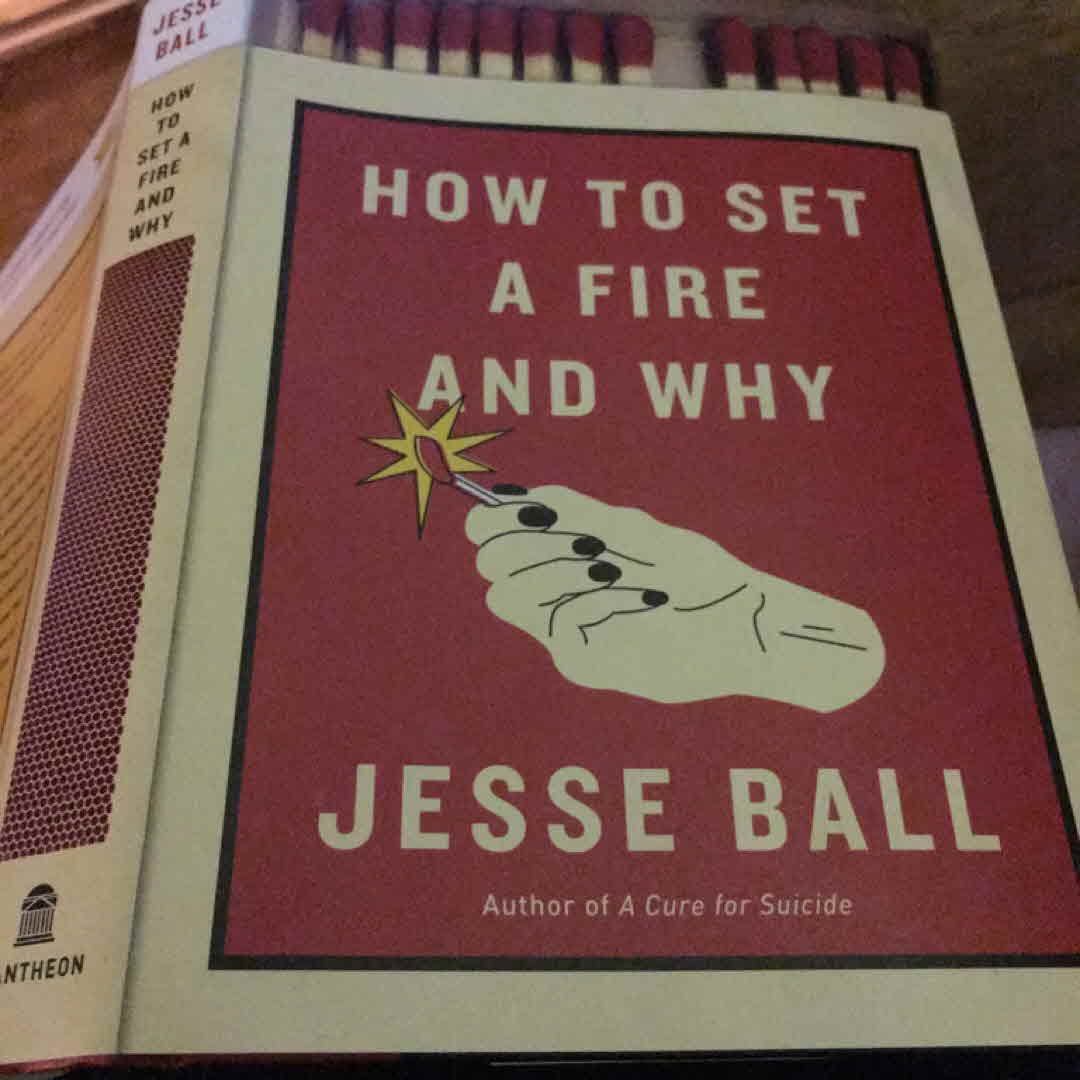 JESSE
BALL
HOW
TO
SET A
FIRE
AND
WHY
ANTHEON
HOW TO SET
A FIRE
AND WHY
JESSE BALL
Author of A Cure for Suicide